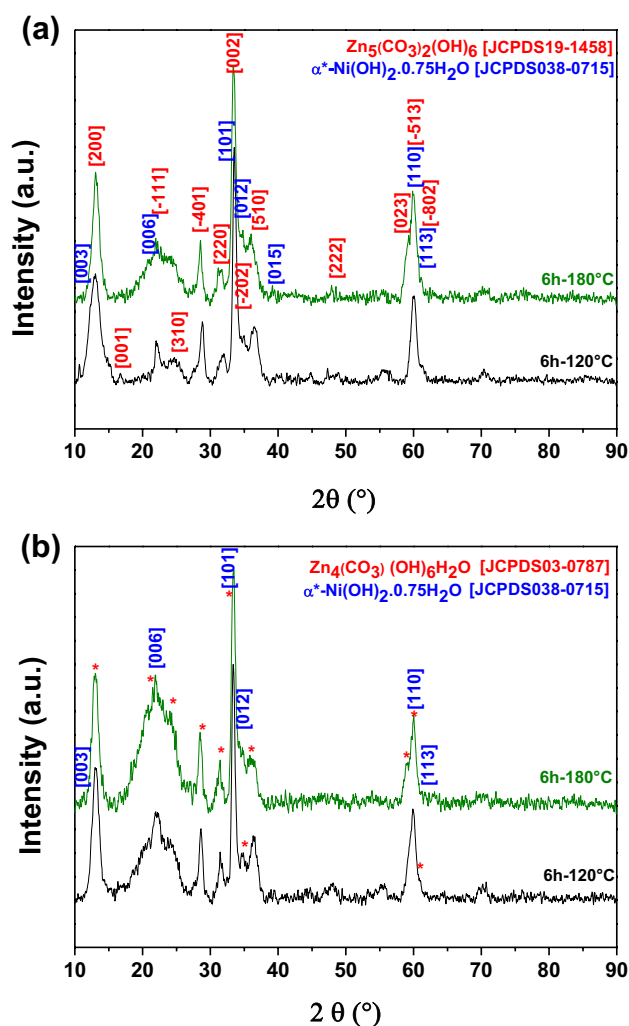 (a)
Zn5(CO3)2(OH)6 [JCPDS19-1458]
α*-Ni(OH)2.0.75H2O [JCPDS038-0715]
[002]
[101]
[200]
[-111]
[006]
[-401]
[220]
[012]
[510]
[015]
[222]
[023]
[110]
[-513]
[-802]
[113]
[003]
[001]
[310]
[-202]
6h-180°C
6h-120°C
Intensity (a.u.)
10 20 30 40 50 60 70 80 90
2θ (°)
(b)
Zn4(CO3) (OH)6H2O [JCPDS03-0787]
α*-Ni(OH)2.0.75H2O [JCPDS038-0715]
[101]
*
[006]
*
*
*
[012]
*
*
*
[110]
*
*
[113]
[003]
*
*
6h-180°C
6h-120°C
Intensity (a.u.)
10 20 30 40 50 60 70 80 90
2 θ (°)